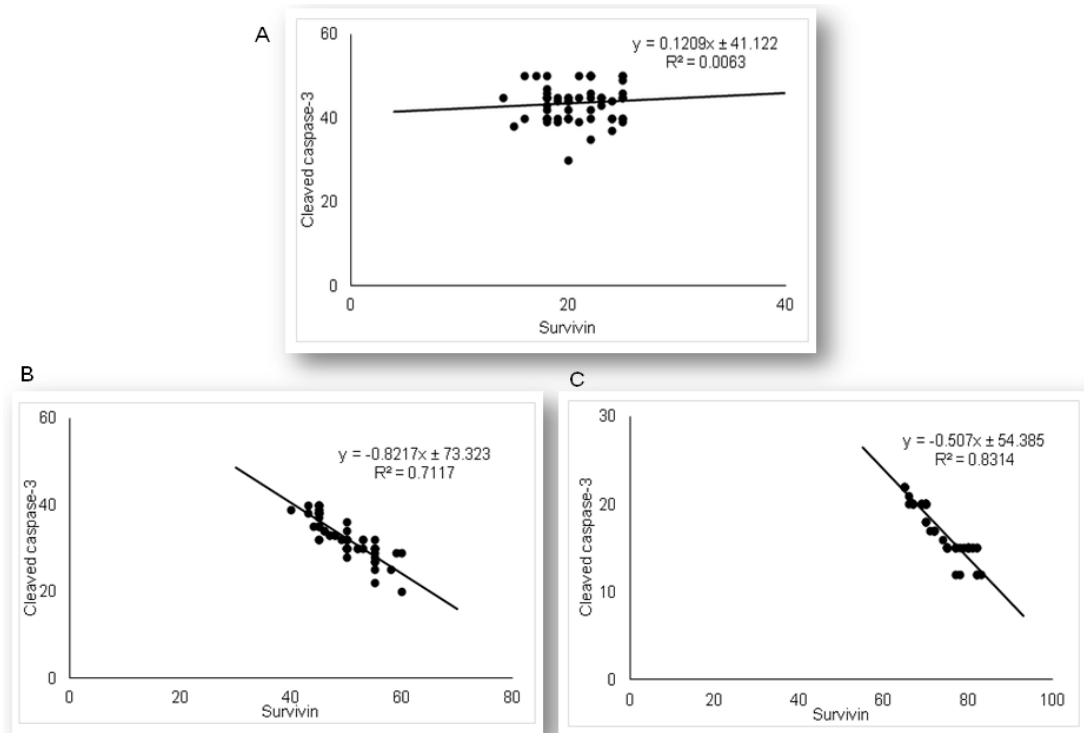 A
60
y = 0.1209x ± 41.122
R² = 0.0063
40
Cleaved caspase-3
20
0
0 20 40
Survivin
B
60
y = -0.8217x ± 73.323
R² = 0.7117
40
Cleaved caspase-3
20
0
0 20 40 60 80
Survivin
C
30
y = -0.507x ± 54.385
R² = 0.8314
20
Cleaved caspase-3
10
0
0 20 40 60 80 100
Survivin